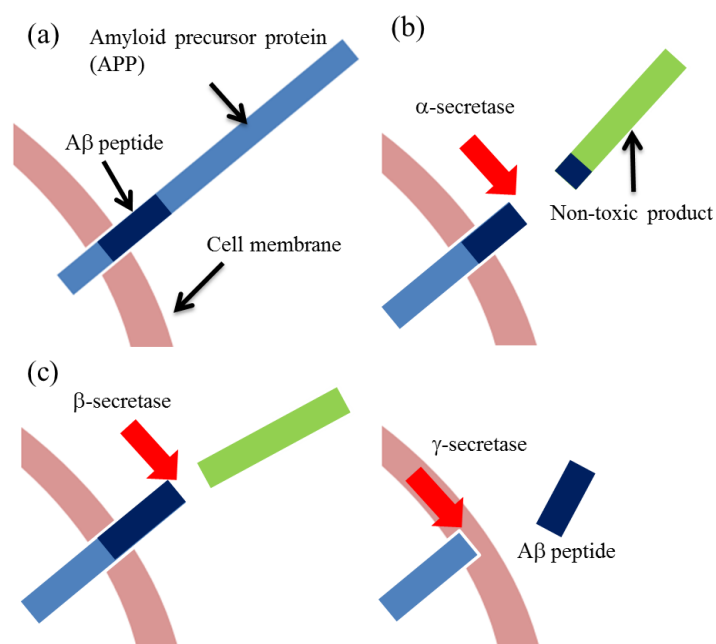 (a)
Amyloid precursor protein
(APP)
Aβ peptide
Cell membrane
(b)
α-secretase
Non-toxic product
(c)
β-secretase
γ-secretase
Aβ peptide